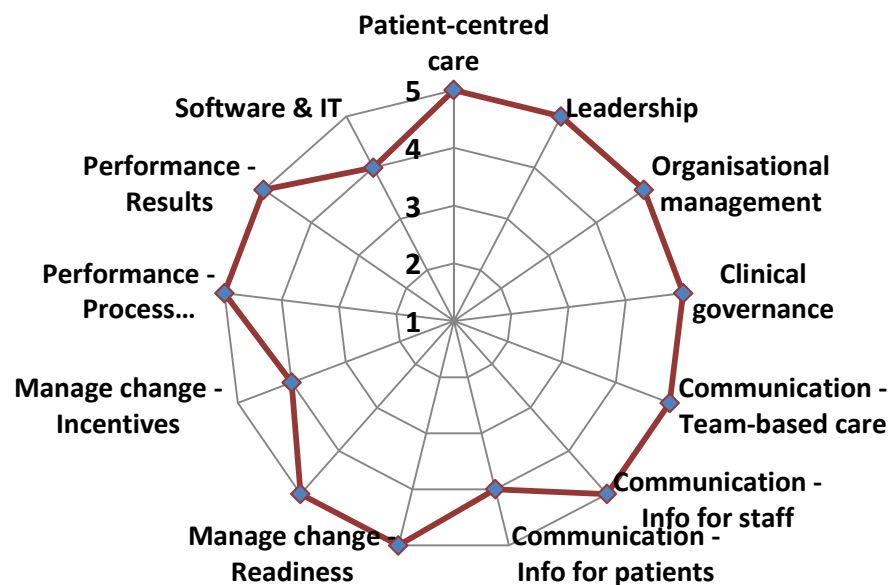 Patient-centred
care
Leadership
Organisational
management
Clinical
governance
Communication -
Team-based care
Communication -
Info for staff
Communication -
Info for patients
Manage change -
Readiness
Manage change -
Incentives
Performance -
Process...
Performance -
Results
Software & IT
5
4
3
2
1